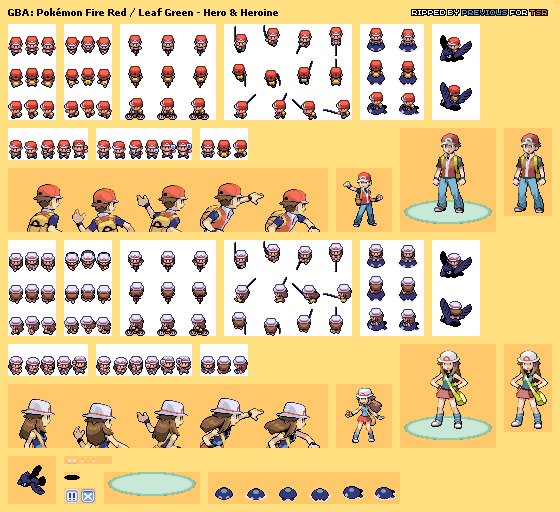 GBA: Pokémon Fire Red / Leaf Green - Hero & Heroine
RIPPED BY PREVIOUS FOR TSR